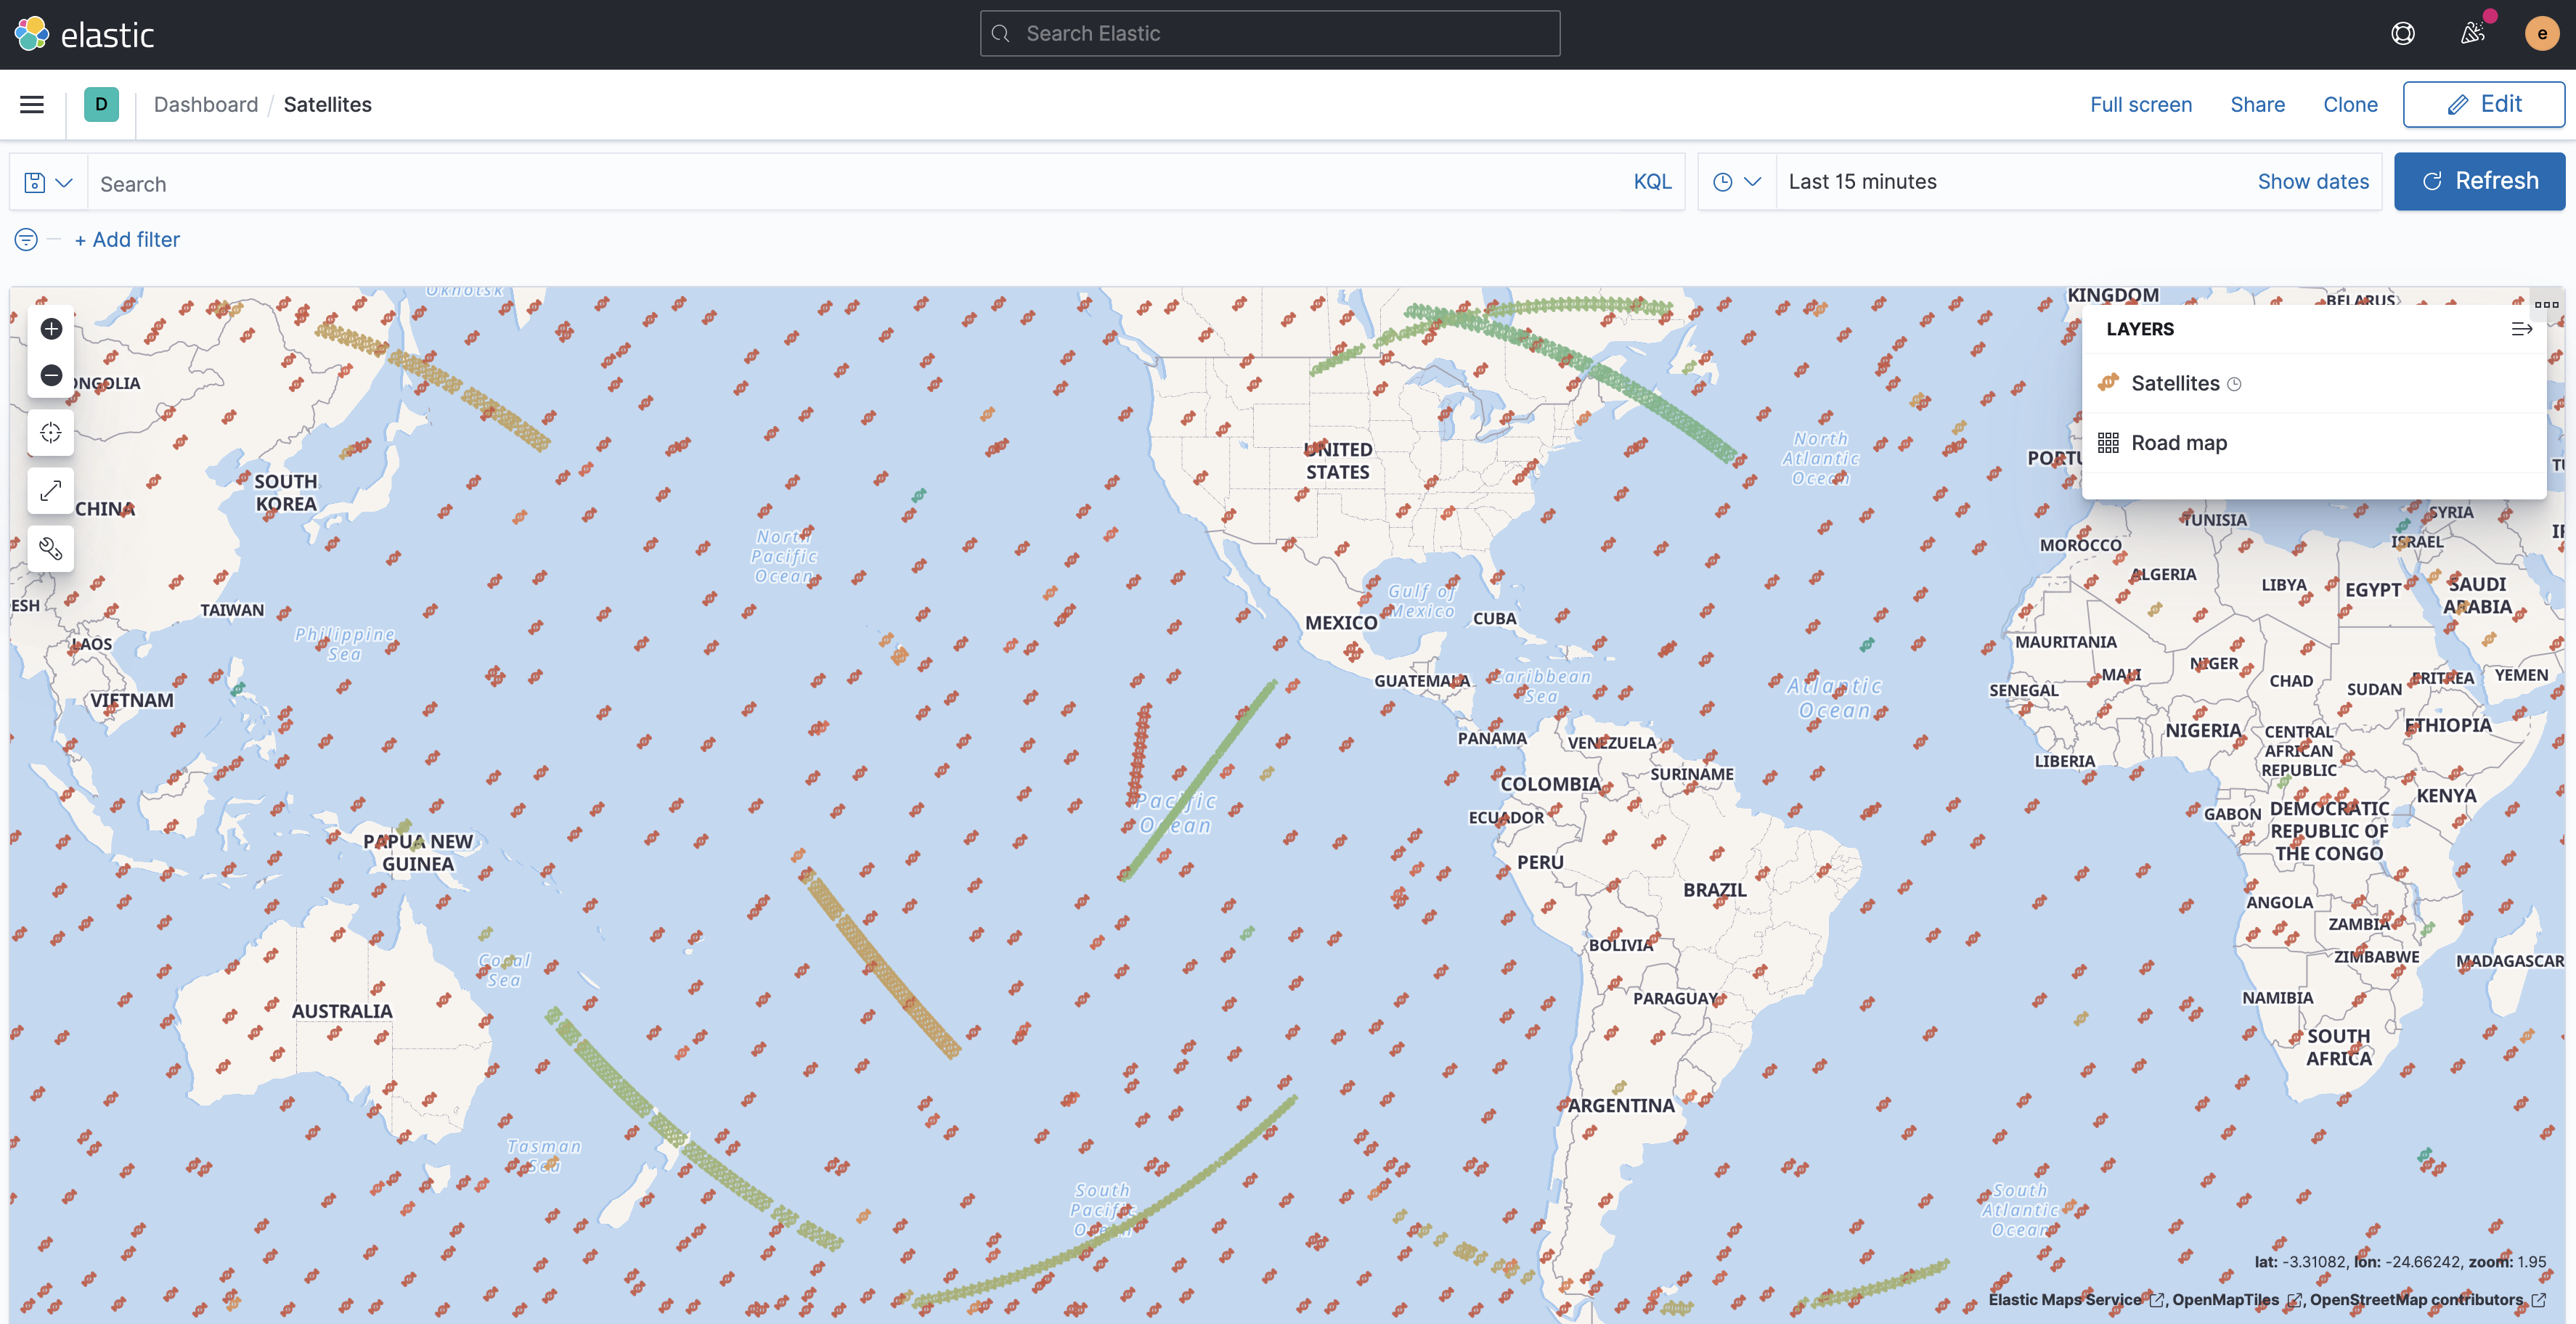 elastic
Search Elastic
e
D
Dashboard / Satellites
Full screen
Share
Clone
Edit
Search
KQL
Last 15 minutes
Show dates
Refresh
+ Add filter
Okhotsk
KINGDOM
BELARUS
LAYERS
Satellites
Road map
ONGOLIA
SOUTH
KOREA
CHINA
UNITED
STATES
North
Atlantic
Ocean
PORTU
TUNISIA
SYRIA
MOROCCO
ISRAEL
North
Pacific
Ocean
ESH
TAIWAN
Philippine
Sea
LAOS
VIETNAM
Gulf of
Mexico
MEXICO
CUBA
GUATEMALA
Caribbean
Sea
Atlantic
Ocean
ALGERIA
LIBYA
EGYPT
SAUDI
ARABIA
MAURITANIA
MALI
NIGER
CHAD
SUDAN
ERITREA
YEMEN
SENEGAL
PANAMA
VENEZUELA
NIGERIA
CENTRAL
AFRICAN
REPUBLIC
ETHIOPIA
LIBERIA
COLOMBIA
SURINAME
ECUADOR
Pacific
Ocean
GABON
DEMOCRATIC
REPUBLIC OF
THE CONGO
KENYA
PAPUA NEW
GUINEA
PERU
BRAZIL
ANGOLA
ZAMBIA
BOLIVIA
ZIMBABWE
MADAGASCAR
Coral
Sea
AUSTRALIA
PARAGUAY
NAMIBIA
SOUTH
AFRICA
ARGENTINA
Tasman
Sea
South
Pacific
Ocean
South
Atlantic
Ocean
lat: -3.31082, lon: -24.66242, zoom: 1.95
Elastic Maps Service , OpenMapTiles , OpenStreetMap contributors